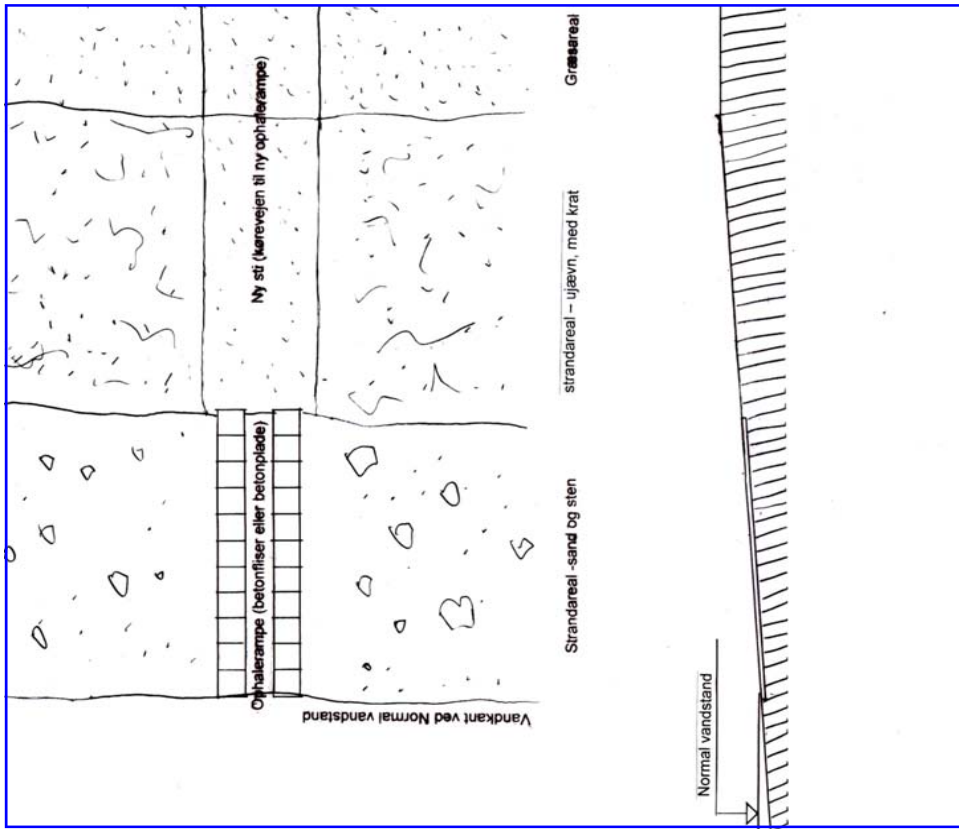 Græsareal
Ny sti (kørevejen til ny ophalerampe)
strandareal – ujævn, med krat
Ophalerampe (betonfliser eller betonplade)
Strandareal -sand og sten
Vandkant ved Normal vandstand
Normal vandstand